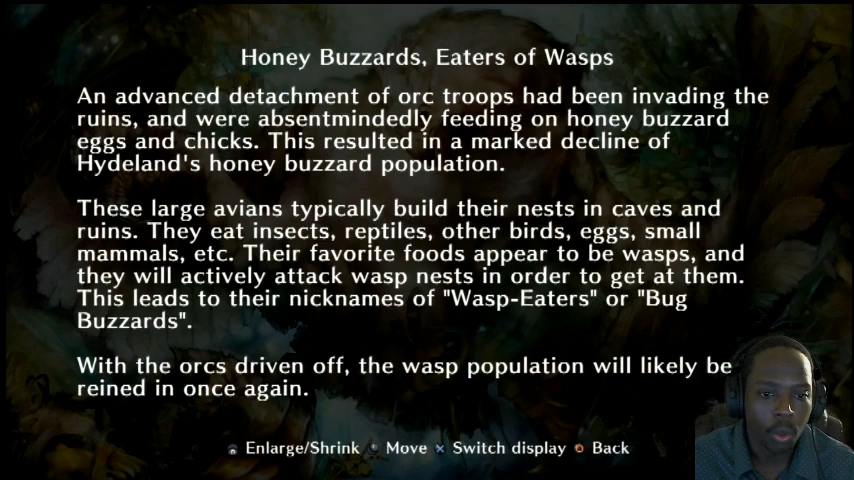 Honey Buzzards, Eaters of Wasps
An advanced detachment of orc troops had been invading the
ruins, and were absentmindedly feeding on honey buzzard
eggs and chicks. This resulted in a marked decline of
Hydeland's honey buzzard population.
These large avians typically build their nests in caves and
ruins. They eat insects, reptiles, other birds, eggs, small
mammals, etc. Their favorite foods appear to be wasps, and
they will actively attack wasp nests in order to get at them.
This leads to their nicknames of "Wasp-Eaters" or "Bug
Buzzards".
With the orcs driven off, the wasp population will likely be
reined in once again.
Enlarge/Shrink Move Switch display Back